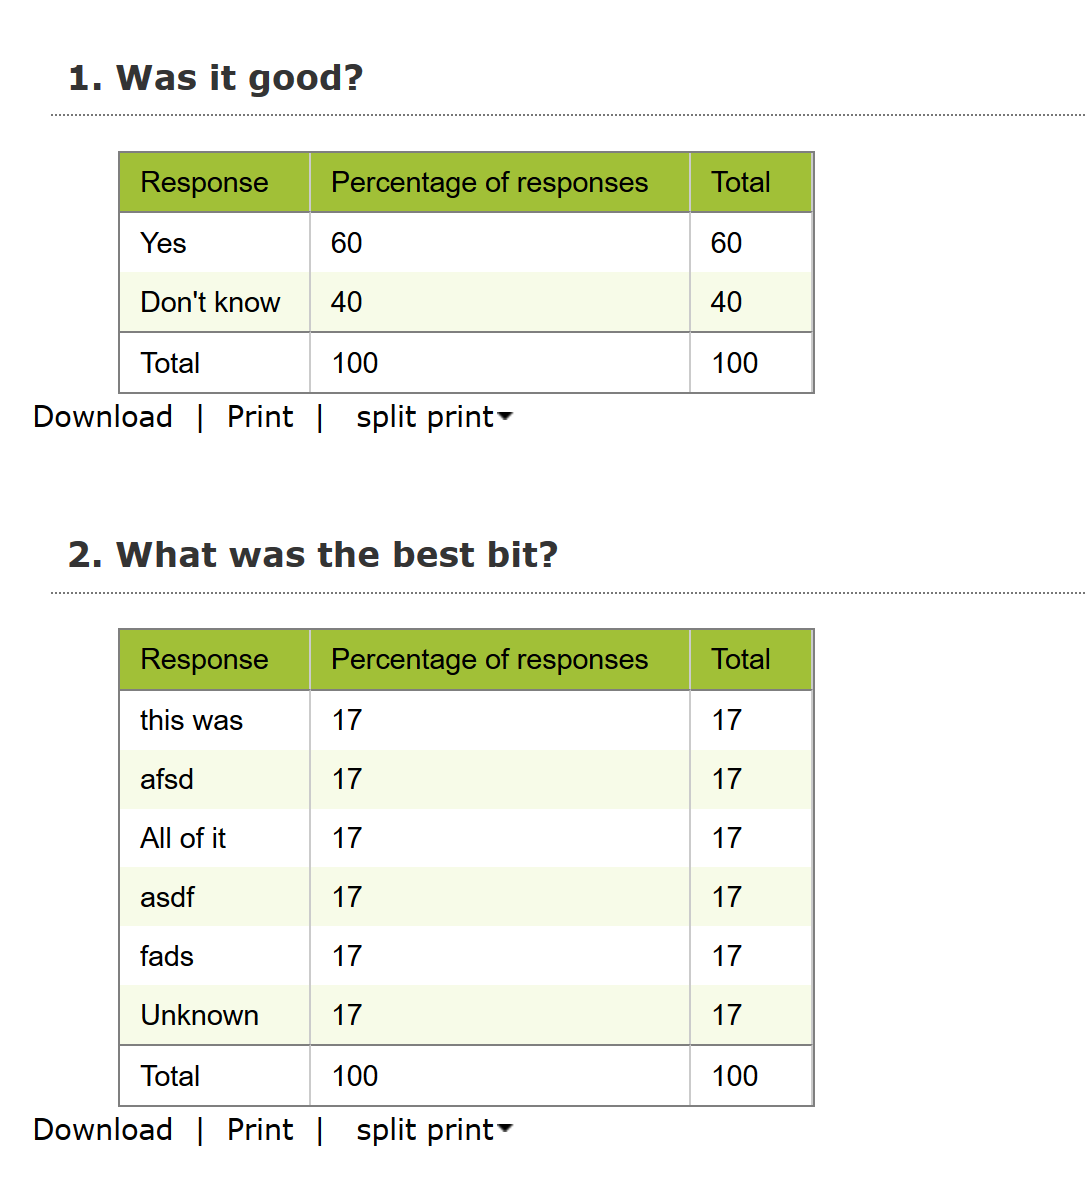 1. Was it good?
Response Percentage of responses Total
Yes 60 60
Don't know 40 40
Total 100 100
Download | Print | split print
2. What was the best bit?
Response Percentage of responses Total
this was 17 17
afsd 17 17
All of it 17 17
asdf 17 17
fads 17 17
Unknown 17 17
Total 100 100
Download | Print | split print